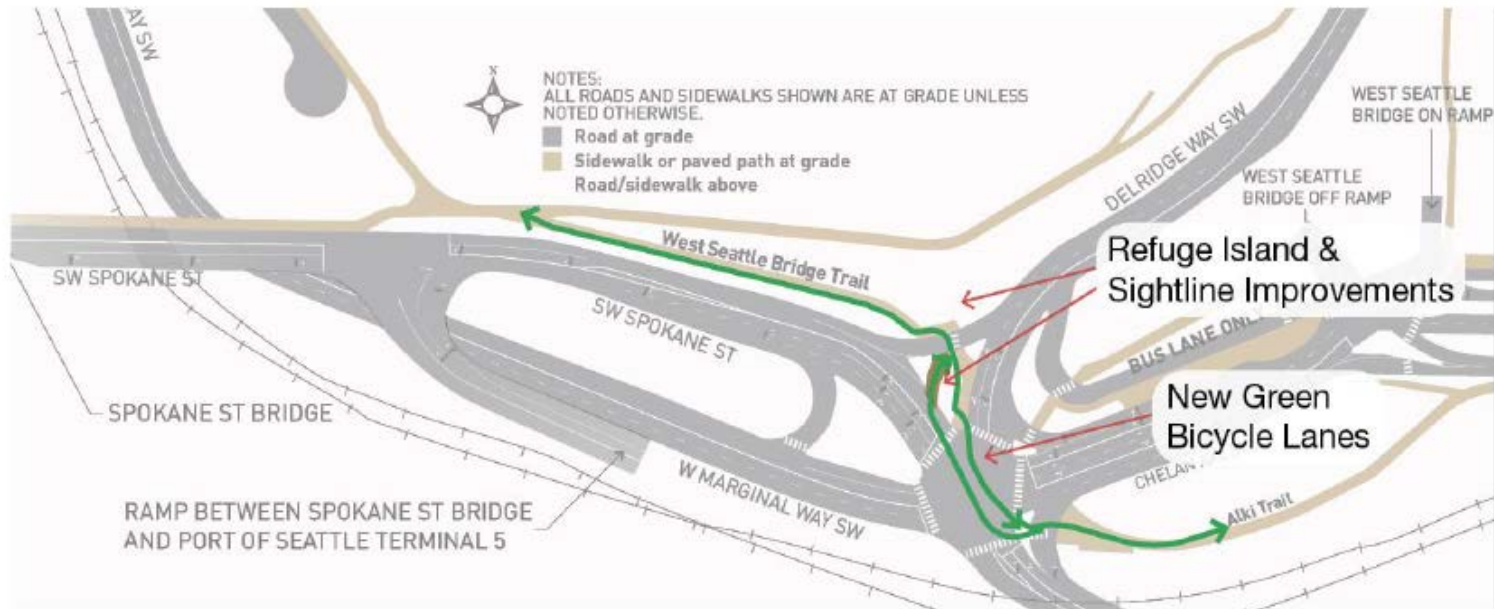 AY SW
N
NOTES:
ALL ROADS AND SIDEWALKS SHOWN ARE AT GRADE UNLESS
NOTED OTHERWISE.
Road at grade
Sidewalk or paved path at grade
Road/sidewalk above
WEST SEATTLE
BRIDGE ON RAMP
DELRIDGE WAY SW
WEST SEATTLE
BRIDGE OFF RAMP
Refuge Island &
Sightline Improvements
West Seattle Bridge Trail
SW SPOKANE ST
SW SPOKANE ST
BUS LANE ONLY
New Green
Bicycle Lanes
SPOKANE ST BRIDGE
CHELAN
W MARGINAL WAY SW
RAMP BETWEEN SPOKANE ST BRIDGE
AND PORT OF SEATTLE TERMINAL 5
Alki Trail